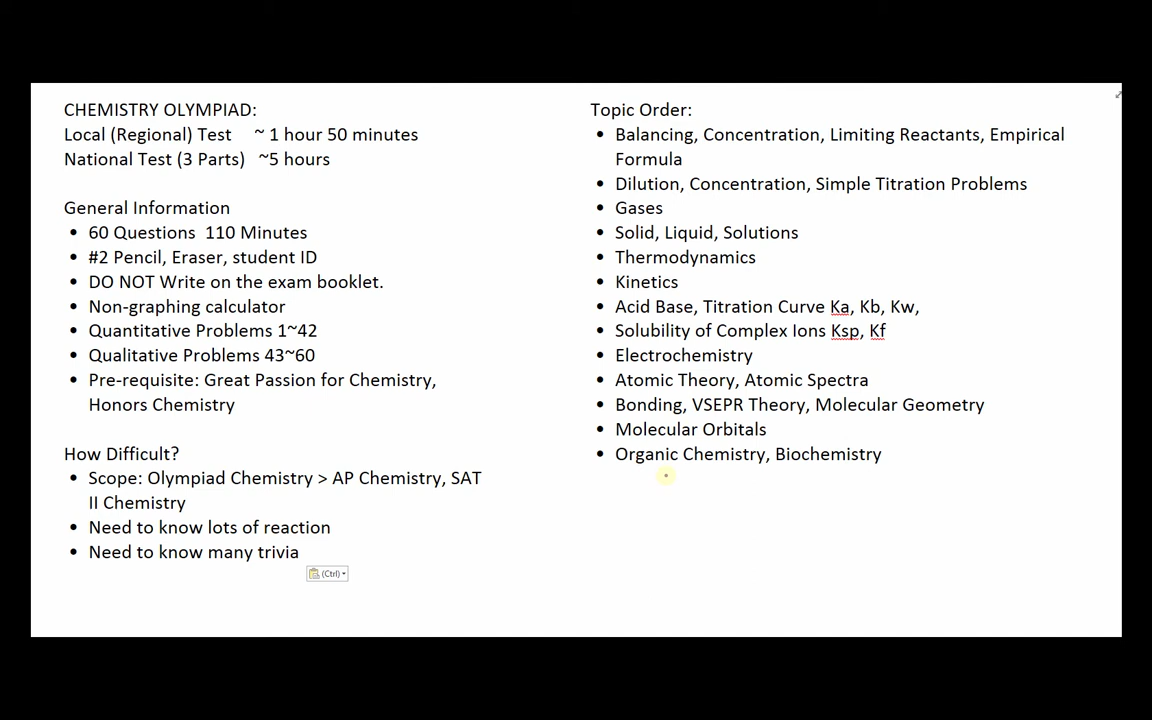 CHEMISTRY OLYMPIAD:
Local (Regional) Test ~ 1 hour 50 minutes
National Test (3 Parts) ~5 hours
General Information
• 60 Questions 110 Minutes
• #2 Pencil, Eraser, student ID
• DO NOT Write on the exam booklet.
• Non-graphing calculator
• Quantitative Problems 1~42
• Qualitative Problems 43~60
• Pre-requisite: Great Passion for Chemistry,
Honors Chemistry
How Difficult?
• Scope: Olympiad Chemistry > AP Chemistry, SAT
II Chemistry
• Need to know lots of reaction
• Need to know many trivia
(Ctrl)
Topic Order:
• Balancing, Concentration, Limiting Reactants, Empirical
Formula
• Dilution, Concentration, Simple Titration Problems
• Gases
• Solid, Liquid, Solutions
• Thermodynamics
• Kinetics
• Acid Base, Titration Curve Ka, Kb, Kw,
• Solubility of Complex Ions Ksp, Kf
• Electrochemistry
• Atomic Theory, Atomic Spectra
• Bonding, VSEPR Theory, Molecular Geometry
• Molecular Orbitals
• Organic Chemistry, Biochemistry